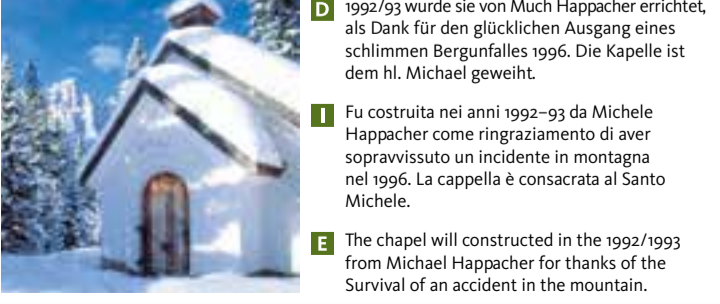 D 1992/93 wurde sie von Much Happacher errichtet,
als Dank für den glücklichen Ausgang eines
schlimmen Bergunfalles 1996. Die Kapelle ist
dem hl. Michael geweiht.
I Fu costruita nei anni 1992–93 da Michele
Happacher come ringraziamento di aver
sopravvissuto un incidente in montagna
nel 1996. La cappella è consacrata al Santo
Michele.
E The chapel will constructed in the 1992/1993
from Michael Happacher for thanks of the
Survival of an accident in the mountain.